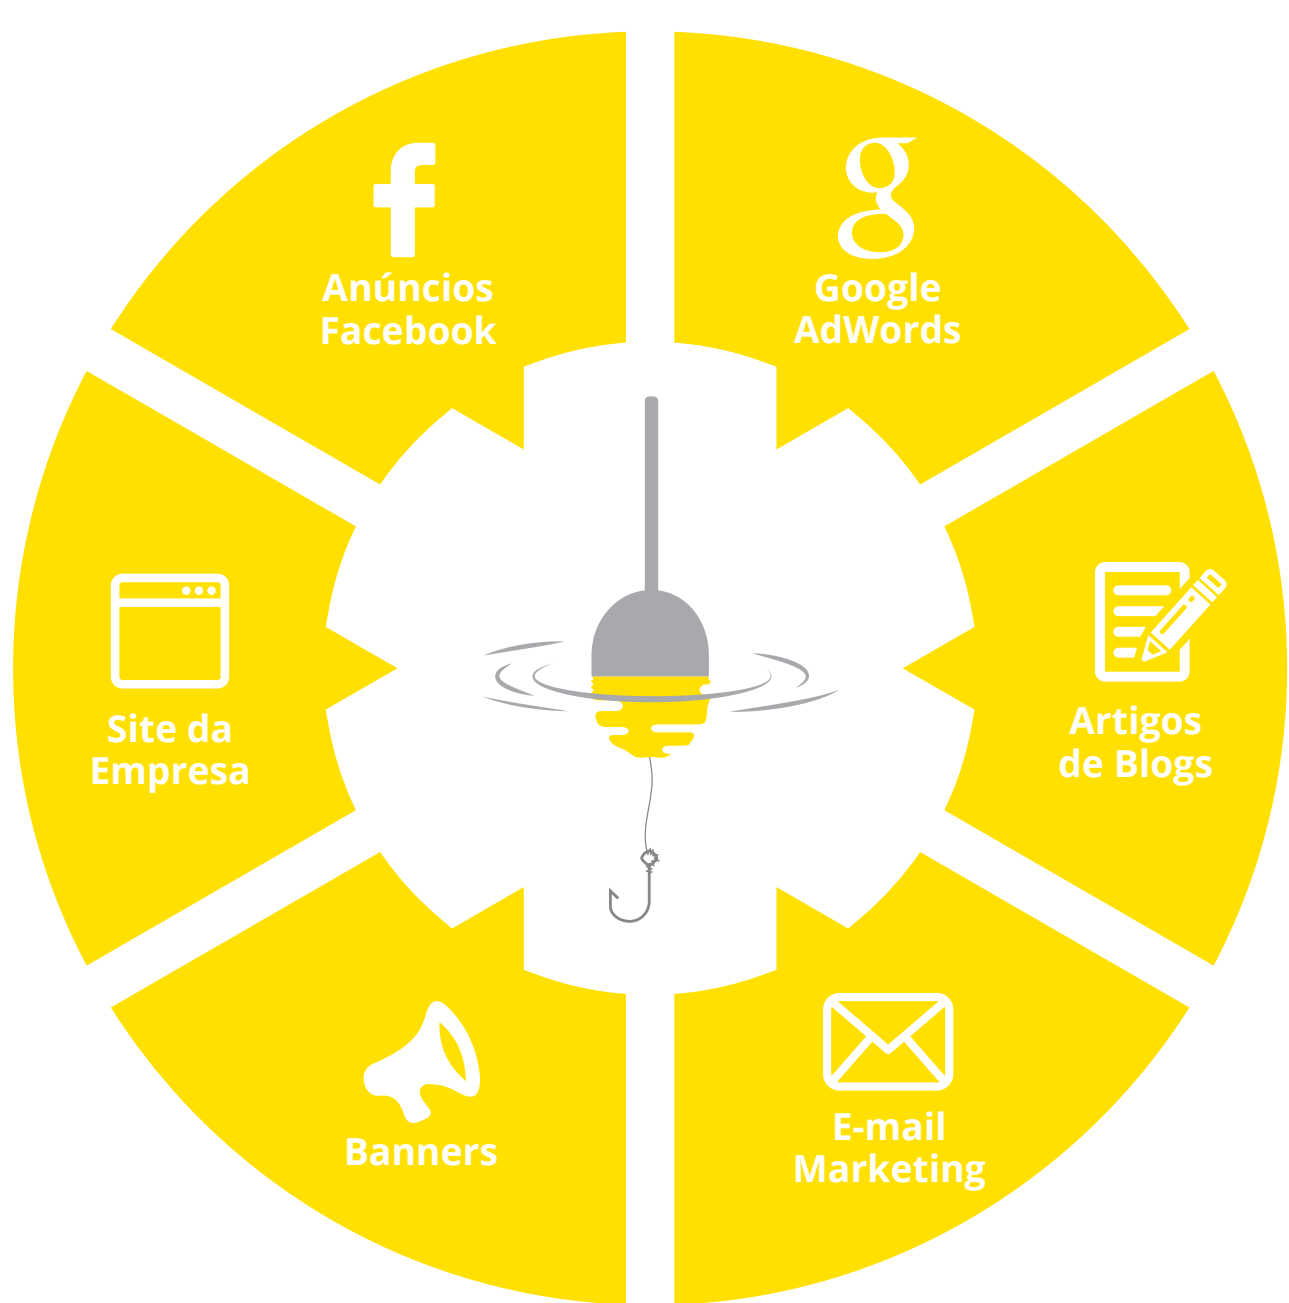 Anúncios
Facebook
Google
AdWords
Site da
Empresa
Artigos
de Blogs
Banners
E-mail
Marketing